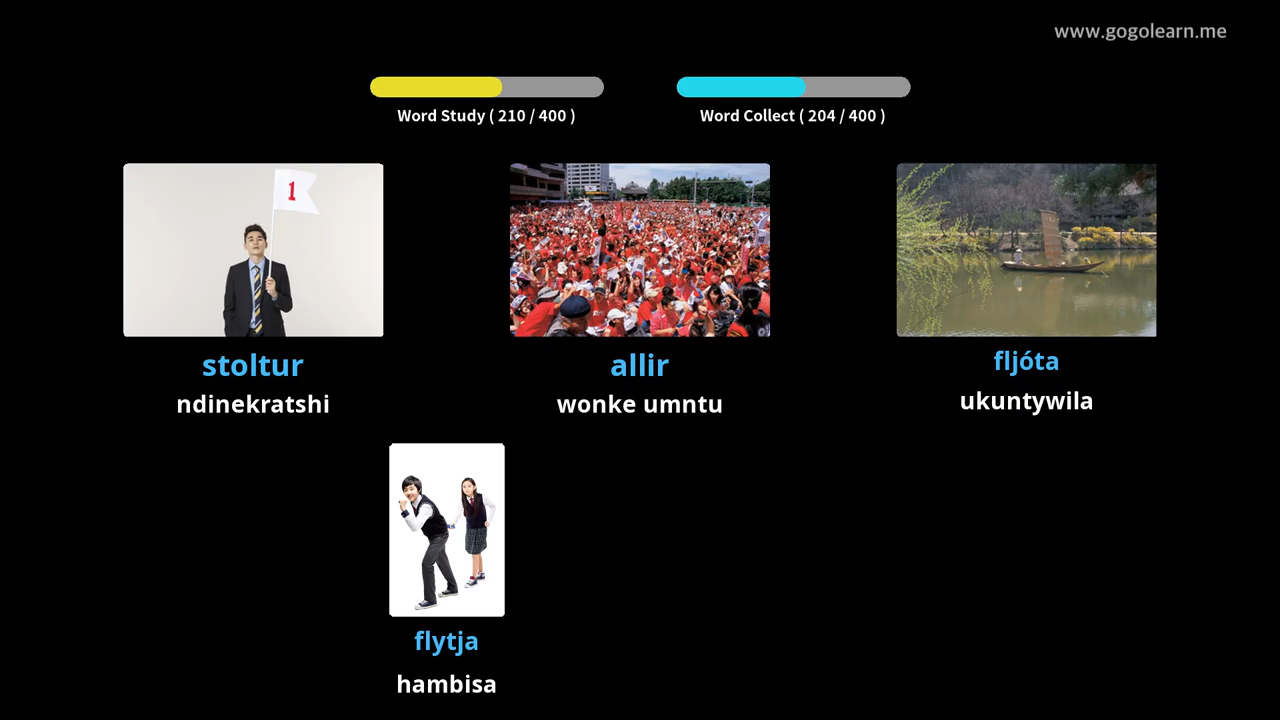 www.gogolearn.me
Word Study ( 210 / 400 )
Word Collect ( 204 / 400 )
1
stoltur
ndinekratshi
allir
wonke umntu
fljóta
ukuntywila
flytja
hambisa